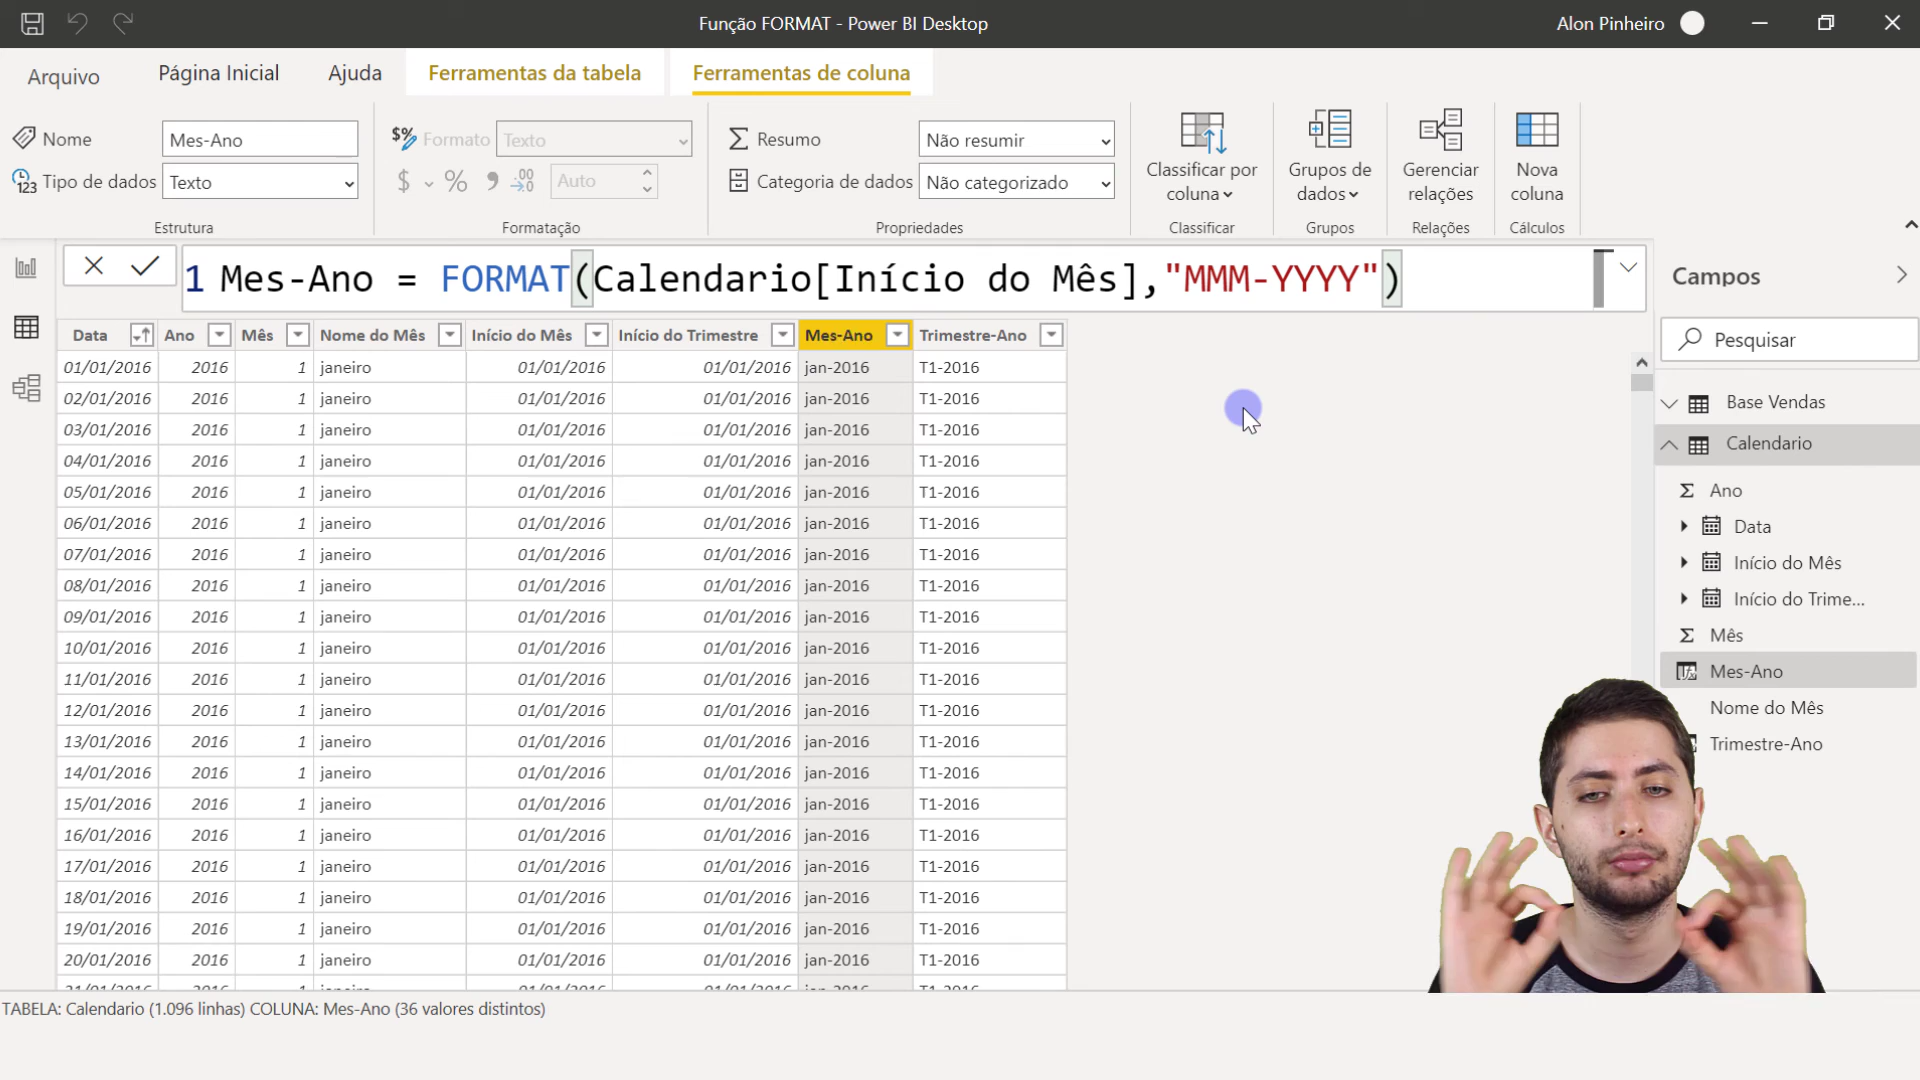 Função FORMAT - Power BI Desktop
Alon Pinheiro
Arquivo Página Inicial Ajuda Ferramentas da tabela Ferramentas de coluna
Nome Mes-Ano
Tipo de dados Texto
Estrutura
$% Formato Texto
$ % 9 .00 Auto
Formatação
Resumo Não resumir
Categoria de dados Não categorizado
Propriedades
Classificar por
coluna
Classificar
Grupos de
dados
Grupos
Gerenciar
relações
Relações
Nova
coluna
Cálculos
1 Mes-Ano = FORMAT(Calendario[Início do Mês],"MMM-YYYY")
Data Ano Mês Nome do Mês Início do Mês Início do Trimestre Mes-Ano Trimestre-Ano
01/01/2016 2016 1 janeiro 01/01/2016 01/01/2016 jan-2016 T1-2016
02/01/2016 2016 1 janeiro 01/01/2016 01/01/2016 jan-2016 T1-2016
03/01/2016 2016 1 janeiro 01/01/2016 01/01/2016 jan-2016 T1-2016
04/01/2016 2016 1 janeiro 01/01/2016 01/01/2016 jan-2016 T1-2016
05/01/2016 2016 1 janeiro 01/01/2016 01/01/2016 jan-2016 T1-2016
06/01/2016 2016 1 janeiro 01/01/2016 01/01/2016 jan-2016 T1-2016
07/01/2016 2016 1 janeiro 01/01/2016 01/01/2016 jan-2016 T1-2016
08/01/2016 2016 1 janeiro 01/01/2016 01/01/2016 jan-2016 T1-2016
09/01/2016 2016 1 janeiro 01/01/2016 01/01/2016 jan-2016 T1-2016
10/01/2016 2016 1 janeiro 01/01/2016 01/01/2016 jan-2016 T1-2016
11/01/2016 2016 1 janeiro 01/01/2016 01/01/2016 jan-2016 T1-2016
12/01/2016 2016 1 janeiro 01/01/2016 01/01/2016 jan-2016 T1-2016
13/01/2016 2016 1 janeiro 01/01/2016 01/01/2016 jan-2016 T1-2016
14/01/2016 2016 1 janeiro 01/01/2016 01/01/2016 jan-2016 T1-2016
15/01/2016 2016 1 janeiro 01/01/2016 01/01/2016 jan-2016 T1-2016
16/01/2016 2016 1 janeiro 01/01/2016 01/01/2016 jan-2016 T1-2016
17/01/2016 2016 1 janeiro 01/01/2016 01/01/2016 jan-2016 T1-2016
18/01/2016 2016 1 janeiro 01/01/2016 01/01/2016 jan-2016 T1-2016
19/01/2016 2016 1 janeiro 01/01/2016 01/01/2016 jan-2016 T1-2016
20/01/2016 2016 1 janeiro 01/01/2016 01/01/2016 jan-2016 T1-2016
Campos
Pesquisar
Base Vendas
Calendario
Σ Ano
Data
Início do Mês
Início do Trime...
Σ Mês
Mes-Ano
Nome do Mês
Trimestre-Ano
TABELA: Calendario (1.096 linhas) COLUNA: Mes-Ano (36 valores distintos)